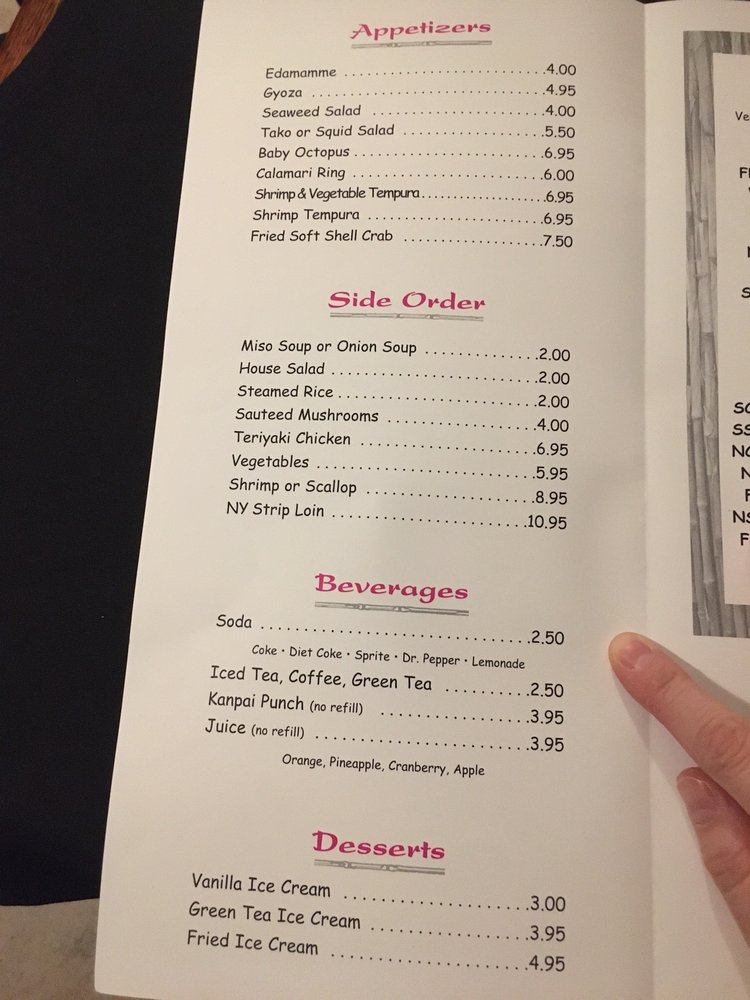 Appetizers
Edamamme ..........................4.00
Gyoza ..............................4.95
Seaweed Salad ......................4.00
Tako or Squid Salad ..................5.50
Baby Octopus ........................6.95
Calamari Ring ........................6.00
Shrimp & Vegetable Tempura ..................6.95
Shrimp Tempura ......................6.95
Fried Soft Shell Crab ..................7.50
Side Order
Miso Soup or Onion Soup ..............2.00
House Salad ..........................2.00
Steamed Rice ........................2.00
Sauteed Mushrooms ..................4.00
Teriyaki Chicken ......................6.95
Vegetables ..........................5.95
Shrimp or Scallop ....................8.95
NY Strip Loin ........................10.95
Beverages
Soda ................................2.50
Coke • Diet Coke • Sprite • Dr. Pepper • Lemonade
Iced Tea, Coffee, Green Tea ..........2.50
Kanpai Punch (no refill) ................3.95
Juice (no refill) ........................3.95
Orange, Pineapple, Cranberry, Apple
Desserts
Vanilla Ice Cream ....................3.00
Green Tea Ice Cream ................3.95
Fried Ice Cream ......................4.95